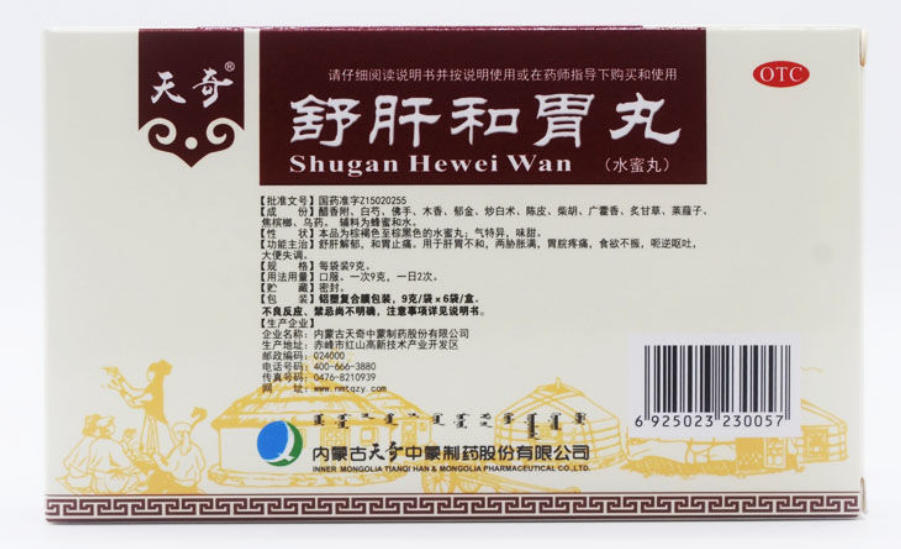 天奇®
请仔细阅读说明书并按说明使用或在药师指导下购买和使用
OTC
舒肝和胃丸
Shugan Hewei Wan （水蜜丸）
【批准文号】国药准字Z15020255
【成　份】醋香附、白芍、佛手、木香、郁金、炒白术、陈皮、柴胡、广藿香、炙甘草、莱菔子、
焦槟榔、乌药。 辅料为蜂蜜和水。
【性　状】本品为棕褐色至棕黑色的水蜜丸；气特异，味甜。
【功能主治】舒肝解郁，和胃止痛。用于肝胃不和，两胁胀满，胃脘疼痛，食欲不振，呃逆呕吐，
大便失调。
【规　格】每袋装9克。
【用法用量】口服。一次9克，一日2次。
【贮　藏】密封。
【包　装】铝塑复合膜包装，9克/袋x6袋/盒。
不良反应、禁忌尚不明确，注意事项详见说明书。
【生产企业】
企业名称：内蒙古天奇中蒙制药股份有限公司
生产地址：赤峰市红山高新技术产业开发区
邮政编码：024000
电话号码：400-666-3880
传真号码：0476-8210939
网　址：www.nmtqzy.com
6 925023 230057
内蒙古天奇中蒙制药股份有限公司
INNER MONGOLIA TIANQI HAN & MONGOLIA PHARMACEUTICAL CO.,LTD.